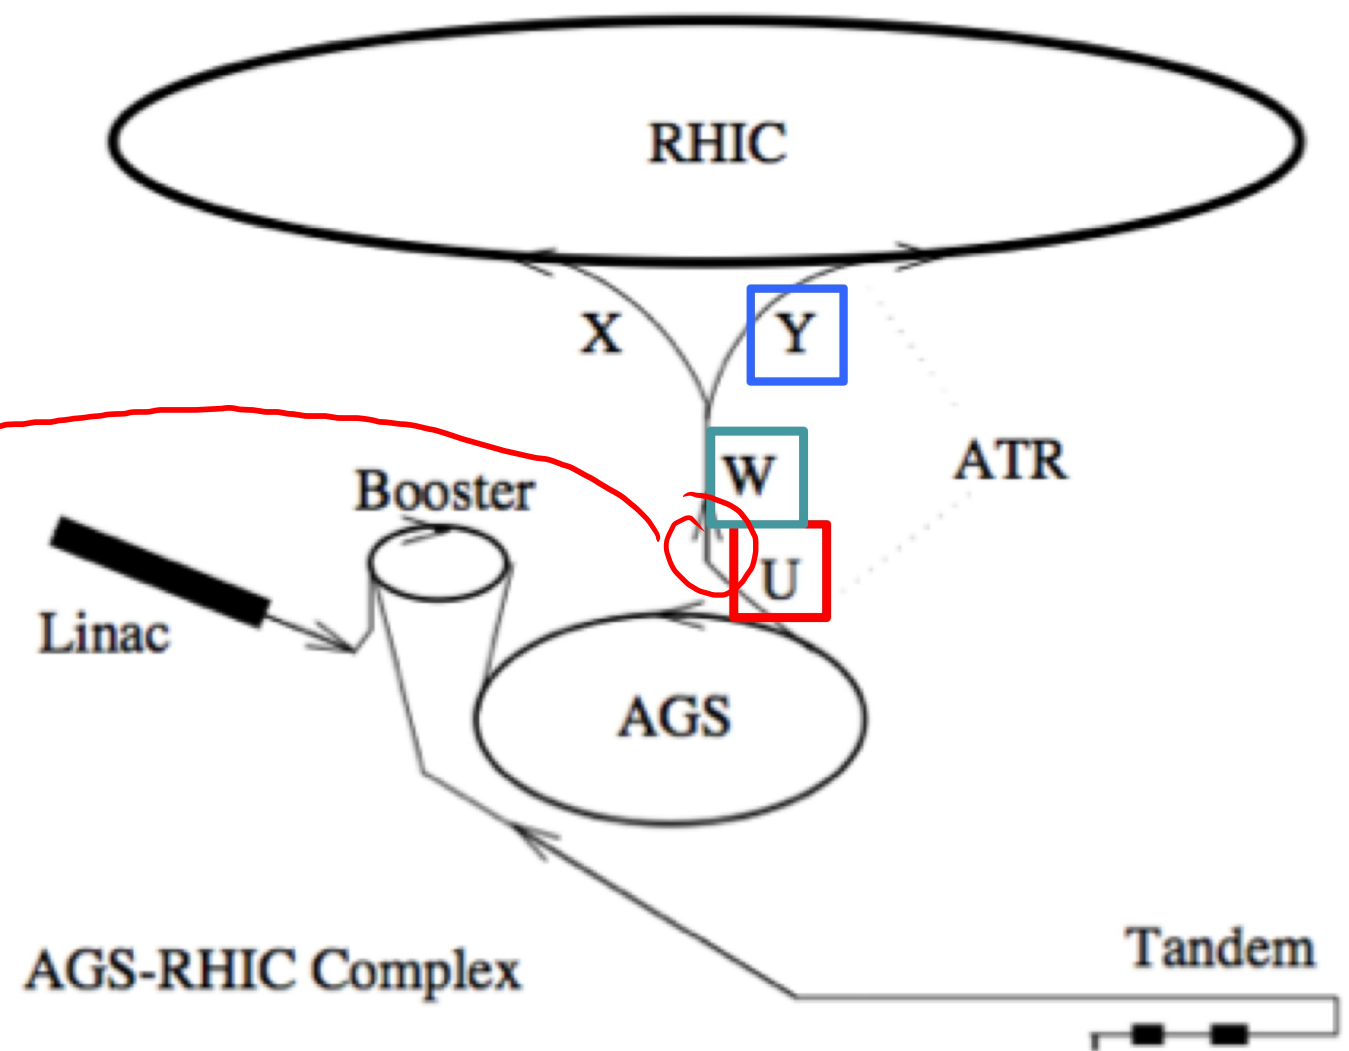 RHIC
X
Y
W
ATR
Booster
U
Linac
AGS
Tandem
AGS-RHIC Complex